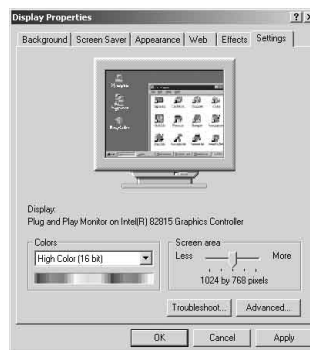 Display Properties
Background Screen Saver Appearance Web Effects Settings
Display:
Plug and Play Monitor on Intel(R) 82815 Graphics Controller
Colors
High Color (16 bit)
Screen area
Less More
1024 by 768 pixels
Troubleshoot... Advanced...
OK Cancel Apply